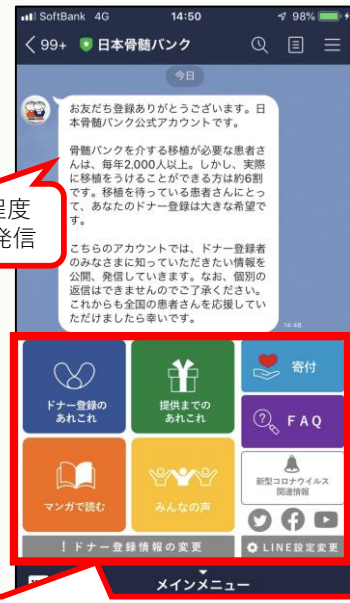 SoftBank 4G 14:50 98%
99+ 日本骨髄バンク
今日
お友だち登録ありがとうございます。日
本骨髄バンク公式アカウントです。
骨髄バンクを介する移植が必要な患者さ
んは、毎年2,000人以上。しかし、実際
に移植をうけることができる方は約6割
です。移植を待っている患者さんにとっ
て、あなたのドナー登録は大きな希望で
す。
程度
発信
こちらのアカウントでは、ドナー登録者
のみなさまに知っていただきたい情報を
公開、発信していきます。なお、個別の
返信はできませんのでご了承ください。
これからも全国の患者さんを応援してい
ただけましたら幸いです。
14:48
ドナー登録の
あれこれ
提供までの
あれこれ
寄付
FAQ
マンガで読む
みんなの声
新型コロナウイルス
関連情報
!ドナー登録情報の変更
LINE設定変更
メインメニュー